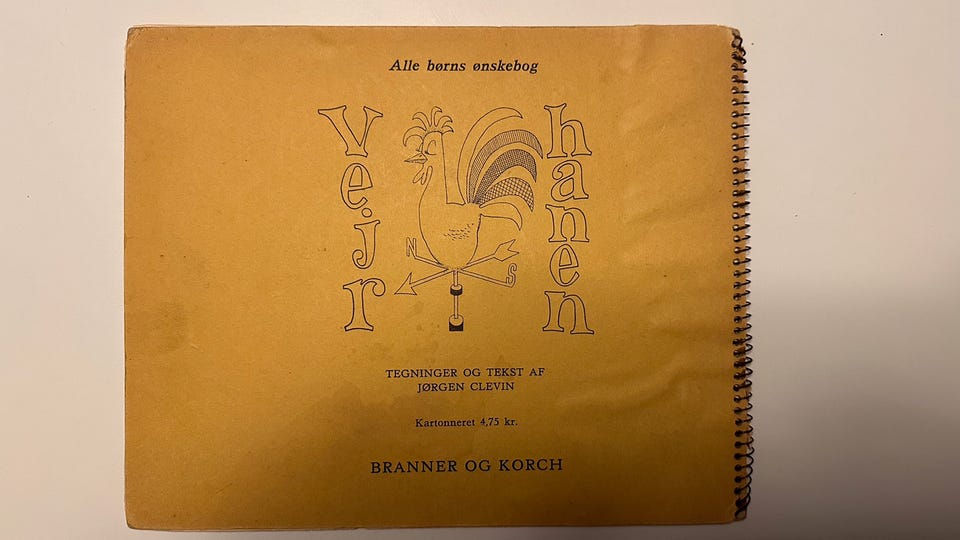 Alle børns ønskebog
Vejr
hanen
N
S
TEGNINGER OG TEKST AF
JØRGEN CLEVIN
Kartonneret 4,75 kr.
BRANNER OG KORCH